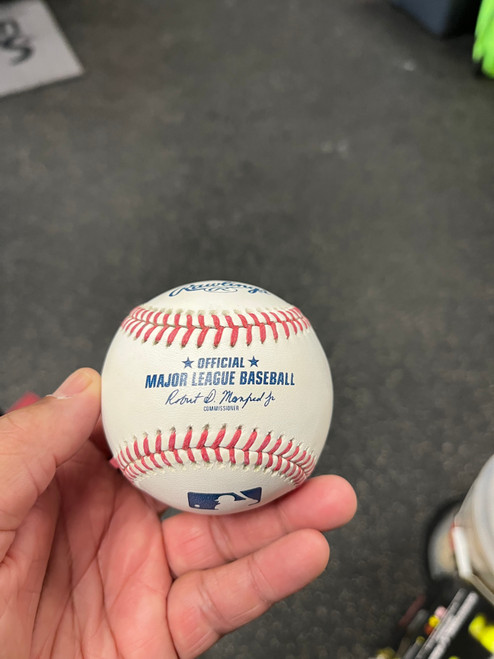 Rawlings
★ OFFICIAL ★
MAJOR LEAGUE BASEBALL
Robert D. Manfred Jr.
COMMISSIONER